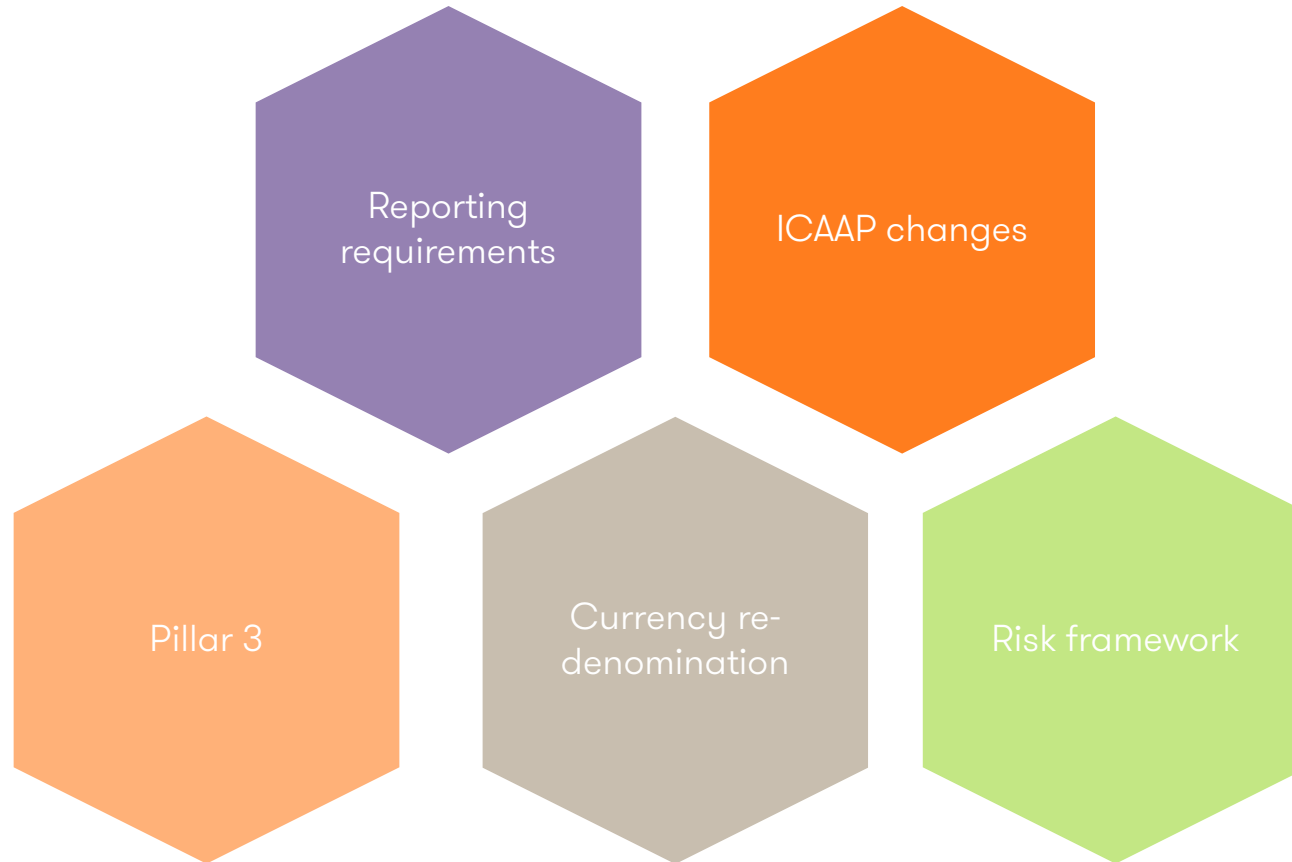 Reporting
requirements
ICAAP changes
Pillar 3
Currency re-
denomination
Risk framework